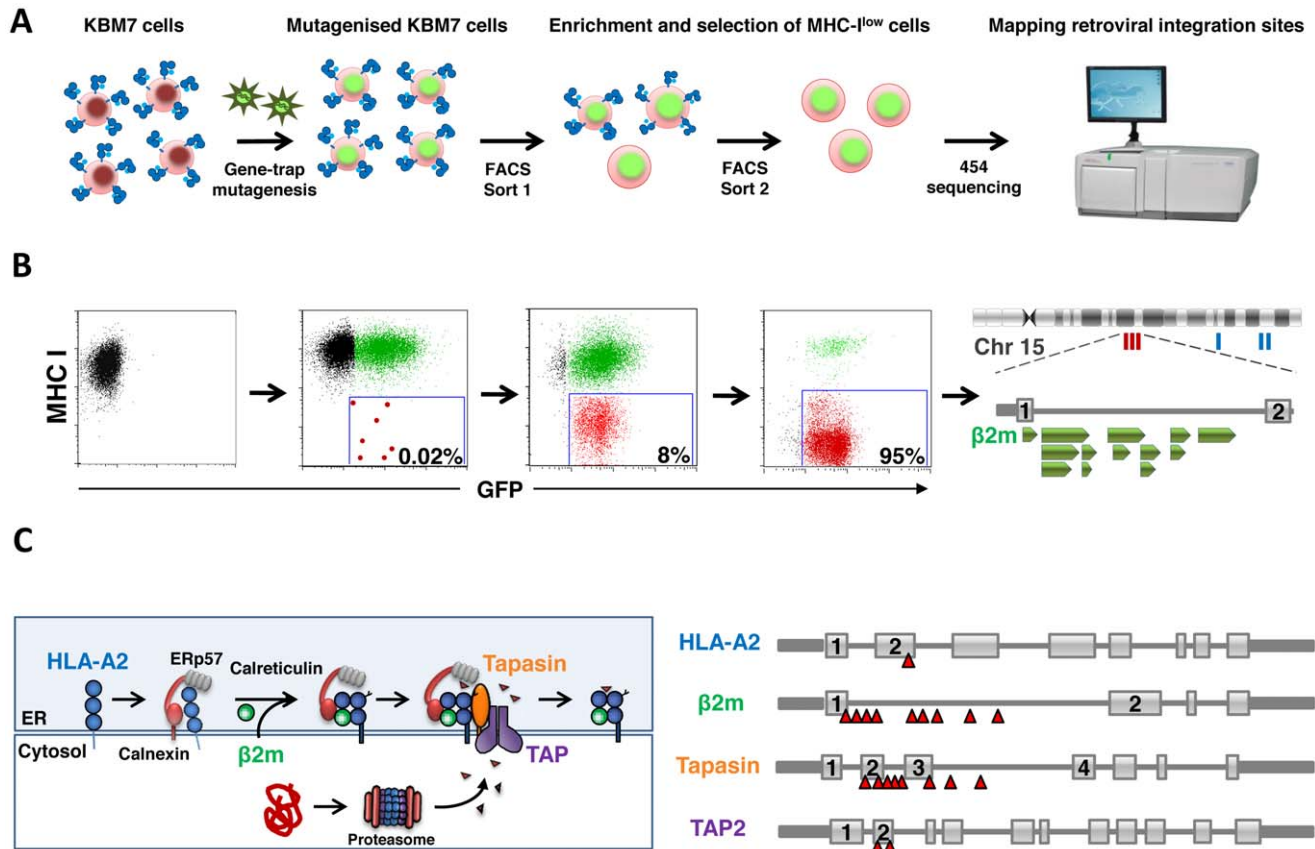 A
KBM7 cells
Mutagenised KBM7 cells
Enrichment and selection of MHC-I^low cells
Mapping retroviral integration sites
Gene-trap
mutagenesis
FACS
Sort 1
FACS
Sort 2
454
sequencing
B
MHC I
0.02%
8%
95%
GFP
Chr 15
1
2
β2m
C
HLA-A2
ERp57
Calreticulin
Tapasin
ER
Cytosol
Calnexin
β2m
TAP
Proteasome
HLA-A2
1 2
β2m
1 2
Tapasin
1 2 3 4
TAP2
1 2